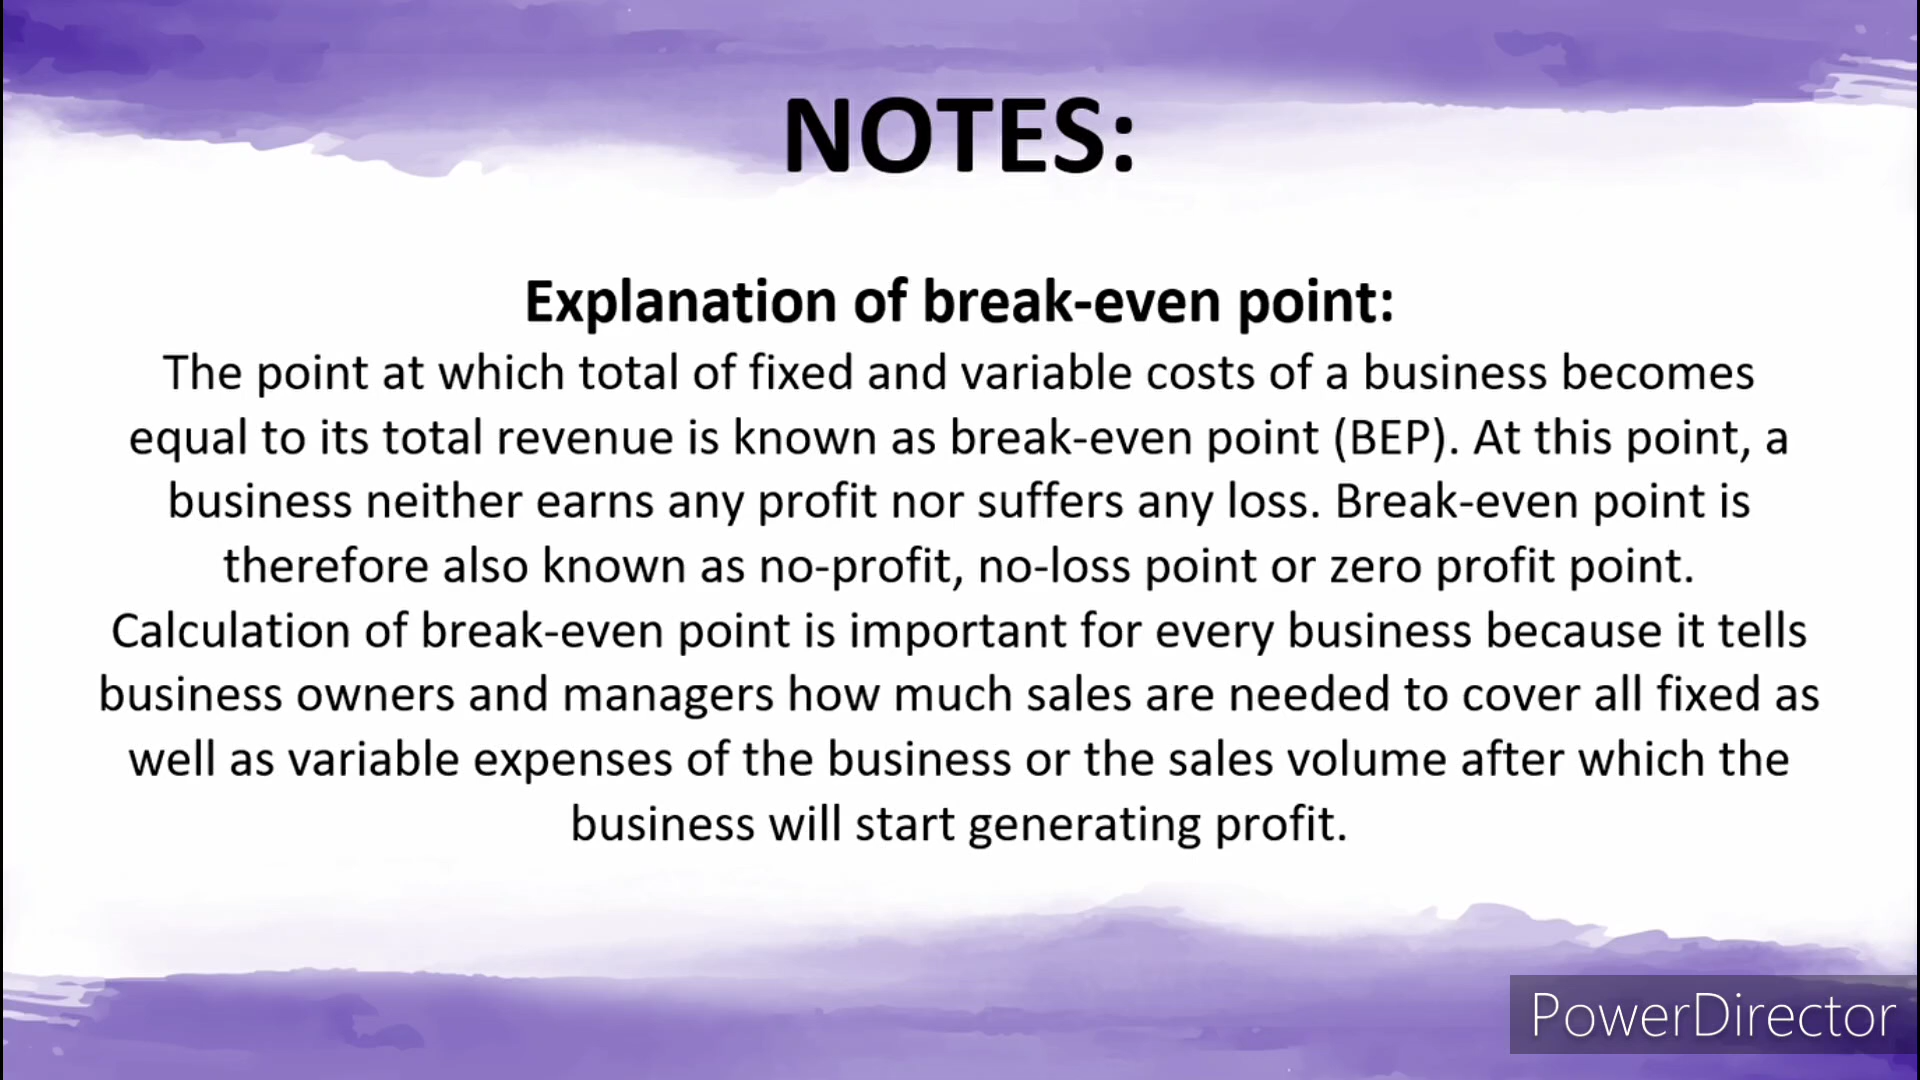 NOTES:
Explanation of break-even point:
The point at which total of fixed and variable costs of a business becomes
equal to its total revenue is known as break-even point (BEP). At this point, a
business neither earns any profit nor suffers any loss. Break-even point is
therefore also known as no-profit, no-loss point or zero profit point.
Calculation of break-even point is important for every business because it tells
business owners and managers how much sales are needed to cover all fixed as
well as variable expenses of the business or the sales volume after which the
business will start generating profit.
PowerDirector